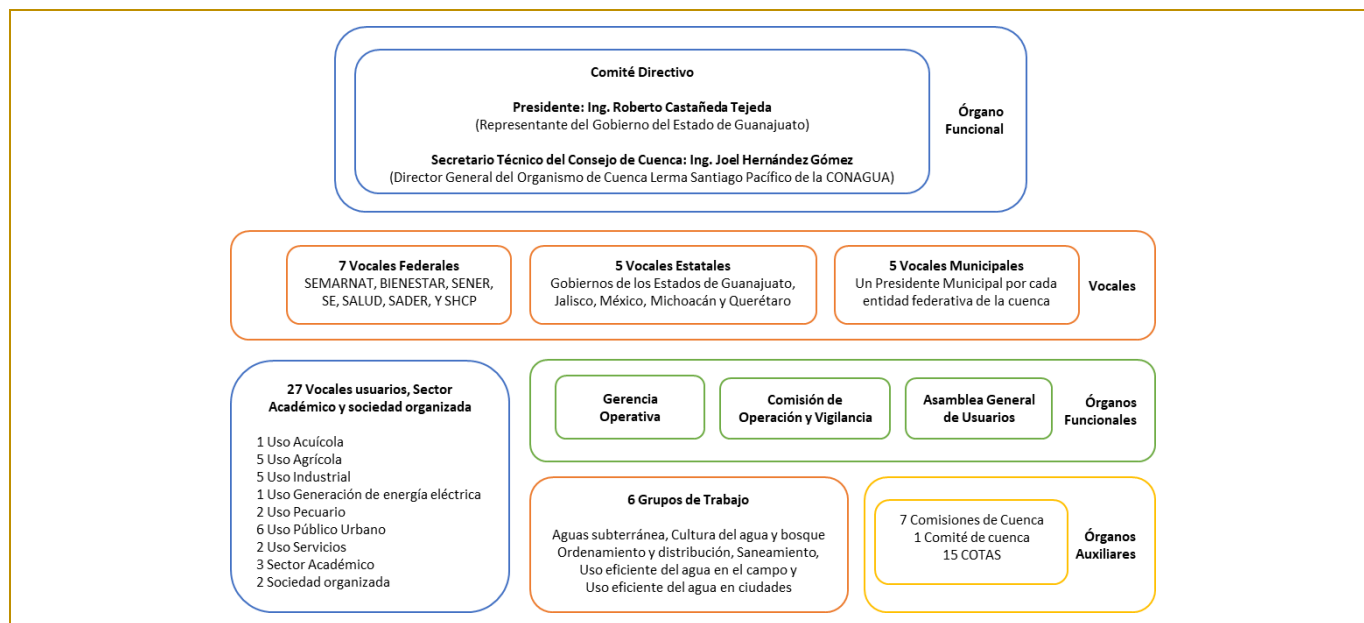 Comité Directivo
Presidente: Ing. Roberto Castañeda Tejeda
(Representante del Gobierno del Estado de Guanajuato)
Secretario Técnico del Consejo de Cuenca: Ing. Joel Hernández Gómez
(Director General del Organismo de Cuenca Lerma Santiago Pacífico de la CONAGUA)
Órgano
Funcional
7 Vocales Federales
SEMARNAT, BIENESTAR, SENER,
SE, SALUD, SADER, Y SHCP
5 Vocales Estatales
Gobiernos de los Estados de Guanajuato,
Jalisco, México, Michoacán y Querétaro
5 Vocales Municipales
Un Presidente Municipal por cada
entidad federativa de la cuenca
Vocales
27 Vocales usuarios, Sector
Académico y sociedad organizada
1 Uso Acuícola
5 Uso Agrícola
5 Uso Industrial
1 Uso Generación de energía eléctrica
2 Uso Pecuario
6 Uso Público Urbano
2 Uso Servicios
3 Sector Académico
2 Sociedad organizada
Gerencia
Operativa
Comisión de
Operación y Vigilancia
Asamblea General
de Usuarios
Órganos
Funcionales
6 Grupos de Trabajo
Aguas subterránea, Cultura del agua y bosque
Ordenamiento y distribución, Saneamiento,
Uso eficiente del agua en el campo y
Uso eficiente del agua en ciudades
7 Comisiones de Cuenca
1 Comité de cuenca
15 COTAS
Órganos
Auxiliares